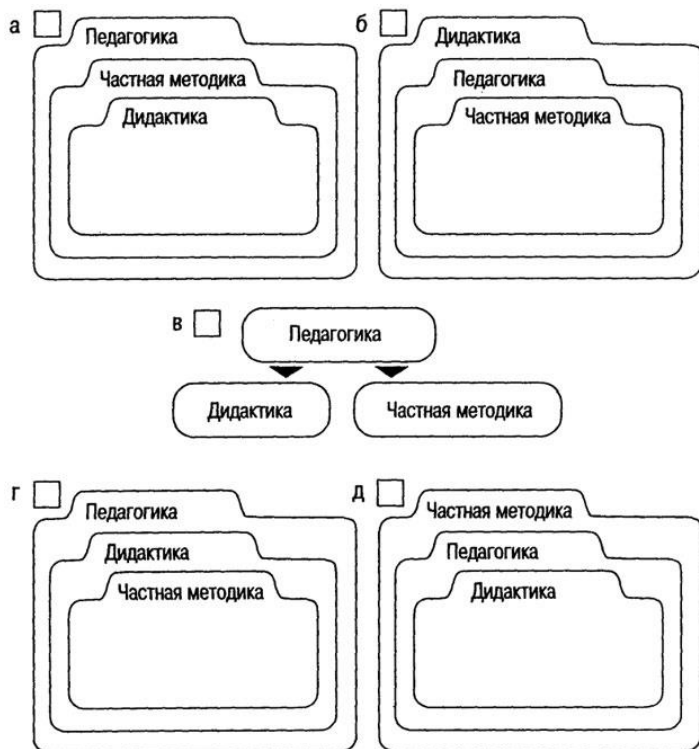 а
Педагогика
Частная методика
Дидактика
б
Дидактика
Педагогика
Частная методика
в
Педагогика
Дидактика
Частная методика
г
Педагогика
Дидактика
Частная методика
д
Частная методика
Педагогика
Дидактика